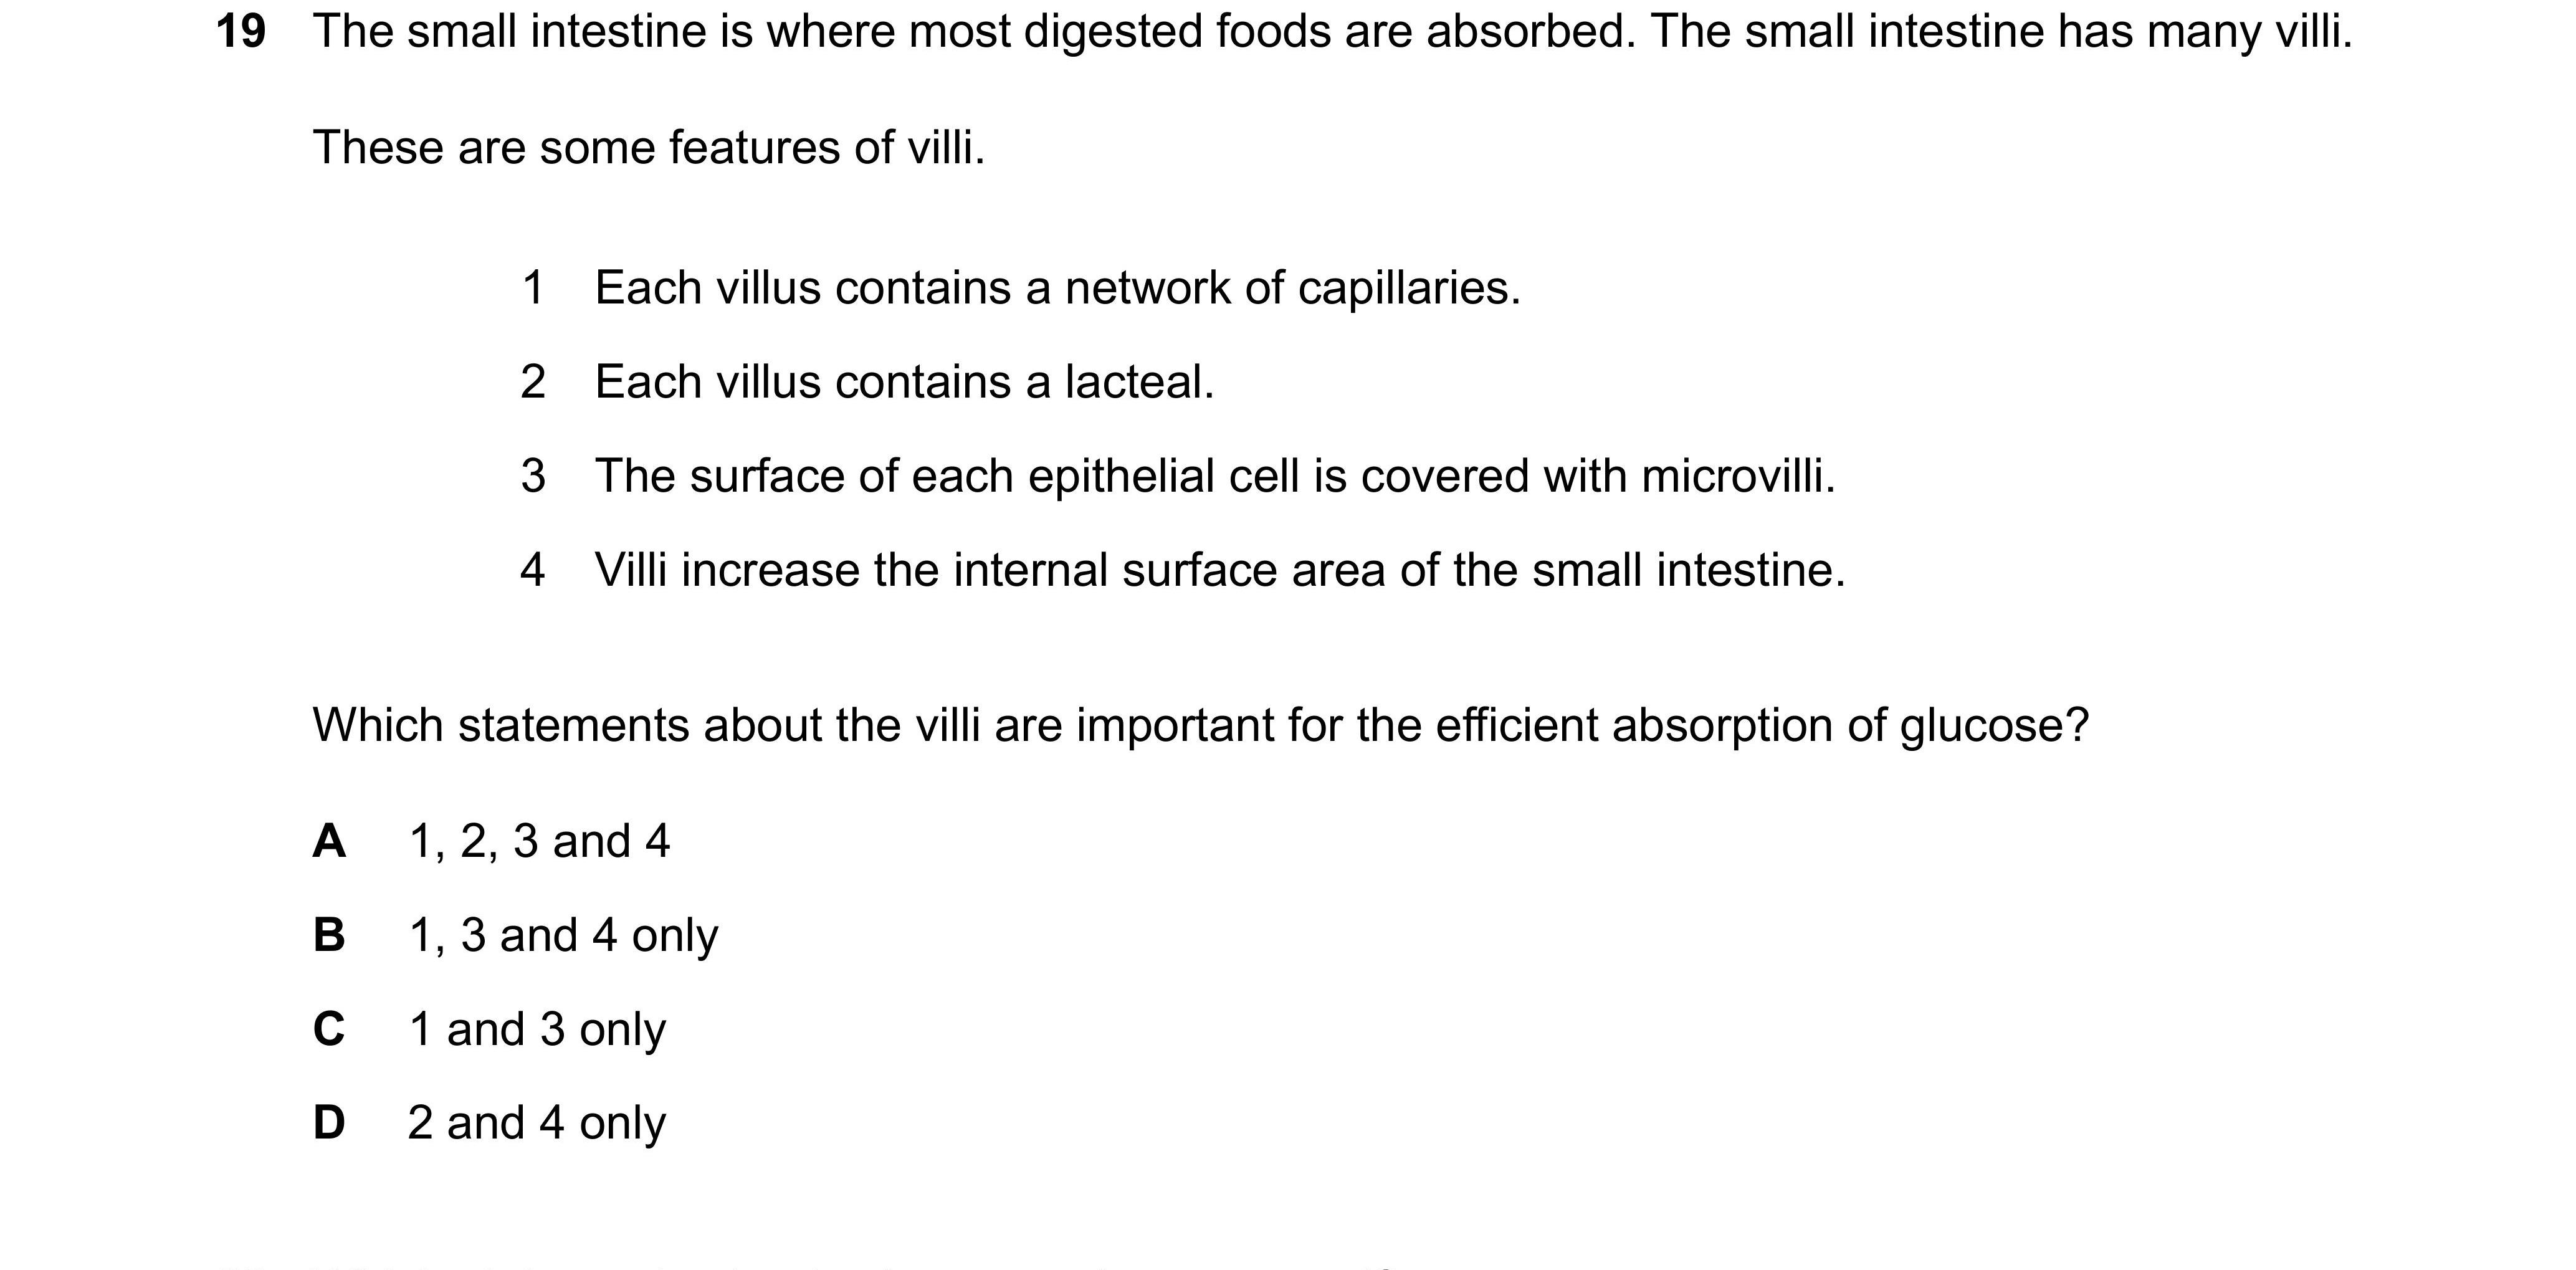 19 The small intestine is where most digested foods are absorbed. The small intestine has many villi.
These are some features of villi.
1 Each villus contains a network of capillaries.
2 Each villus contains a lacteal.
3 The surface of each epithelial cell is covered with microvilli.
4 Villi increase the internal surface area of the small intestine.
Which statements about the villi are important for the efficient absorption of glucose?
A 1, 2, 3 and 4
B 1, 3 and 4 only
C 1 and 3 only
D 2 and 4 only